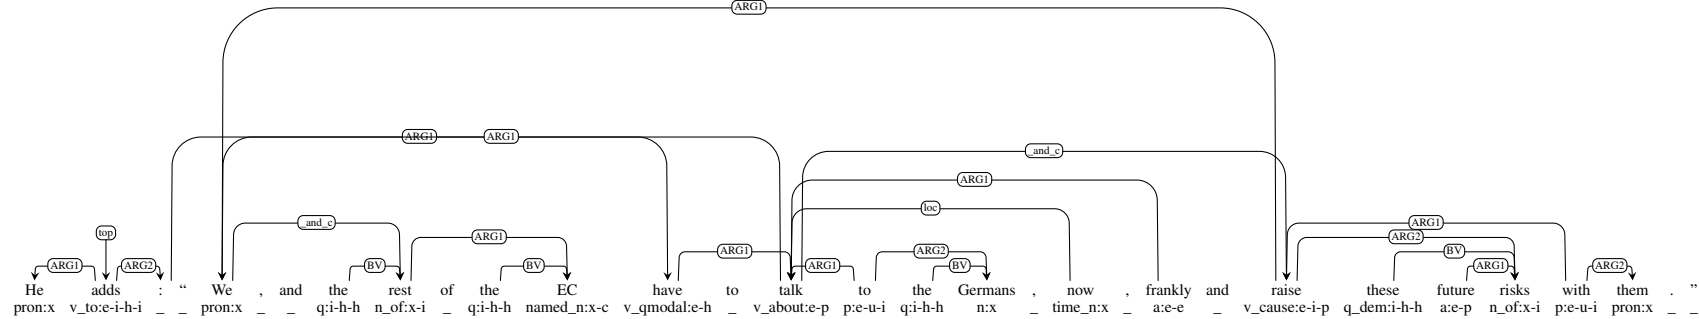 ARG1
ARG1 ARG1
_and_c
ARG1
loc
_and_c ARG1
top ARG1 ARG2
ARG1 ARG1 ARG2 BV
ARG1 ARG2 BV BV ARG1 BV ARG1 ARG2
He adds : “ We , and the rest of the EC have to talk to the Germans , now , frankly and raise these future risks with them . ”
pron:x v_to:e-i-h-i _ _ pron:x _ _ q:i-h-h n_of:x-i _ q:i-h-h named_n:x-c v_qmodal:e-h _ v_about:e-p p:e-u-i q:i-h-h n:x _ time_n:x _ a:e-e _ v_cause:e-i-p q_dem:i-h-h a:e-p n_of:x-i p:e-u-i pron:x _ _